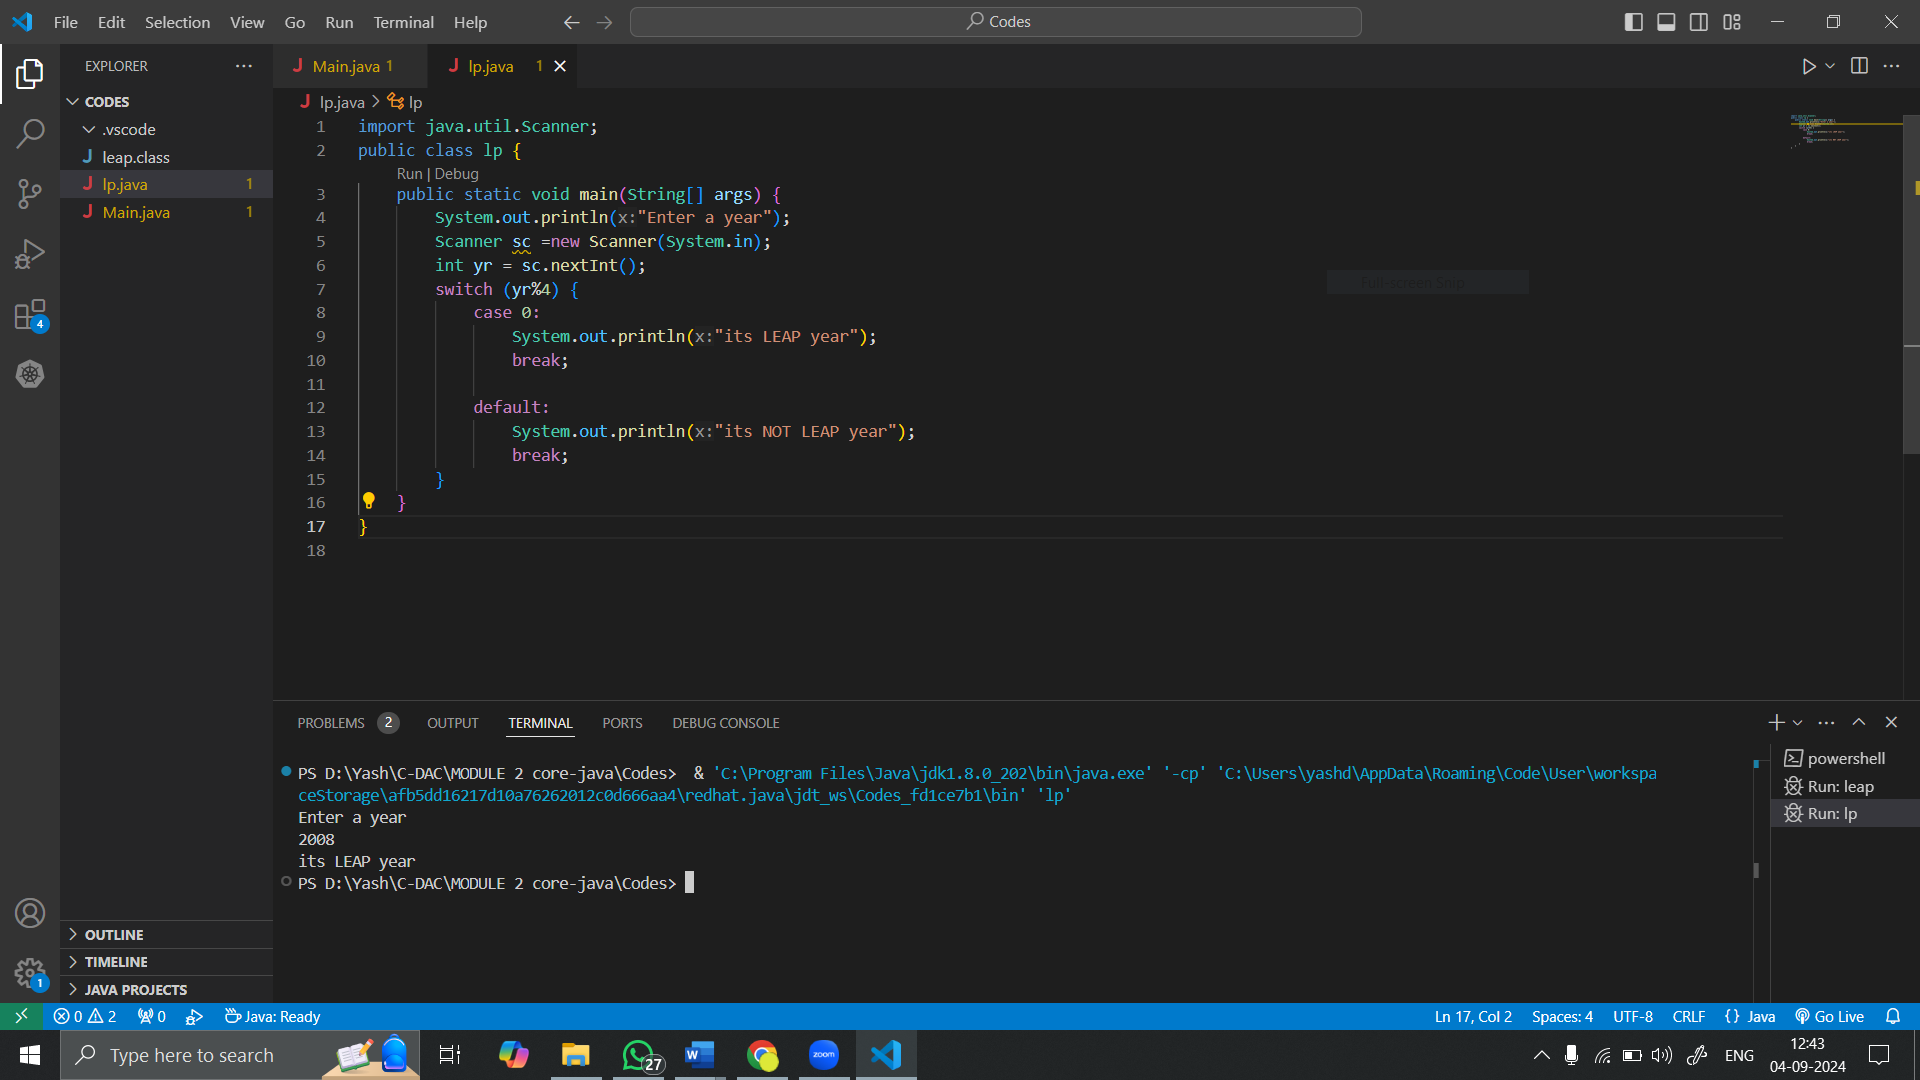 File Edit Selection View Go Run Terminal Help
Codes
EXPLORER
CODES
.vscode
J leap.class
J lp.java 1
J Main.java 1
4
OUTLINE
TIMELINE
JAVA PROJECTS
1
J Main.java 1
J lp.java 1
J lp.java > lp
1 import java.util.Scanner;
2 public class lp {
Run | Debug
3 public static void main(String[] args) {
4 System.out.println(x:"Enter a year");
5 Scanner sc =new Scanner(System.in);
6 int yr = sc.nextInt();
7 switch (yr%4) {
8 case 0:
9 System.out.println(x:"its LEAP year");
10 break;
11
12 default:
13 System.out.println(x:"its NOT LEAP year");
14 break;
15 }
16 }
17 }
18
Full-screen Snip
PROBLEMS 2 OUTPUT TERMINAL PORTS DEBUG CONSOLE
PS D:\Yash\C-DAC\MODULE 2 core-java\Codes> & 'C:\Program Files\Java\jdk1.8.0_202\bin\java.exe' '-cp' 'C:\Users\yashd\AppData\Roaming\Code\User\workspa
ceStorage\afb5dd16217d10a76262012c0d666aa4\redhat.java\jdt_ws\Codes_fd1ce7b1\bin' 'lp'
Enter a year
2008
its LEAP year
PS D:\Yash\C-DAC\MODULE 2 core-java\Codes>
powershell
Run: leap
Run: lp
0 2 0 Java: Ready
Ln 17, Col 2 Spaces: 4 UTF-8 CRLF {} Java Go Live
Type here to search
27
W
zoom
ENG
12:43
04-09-2024